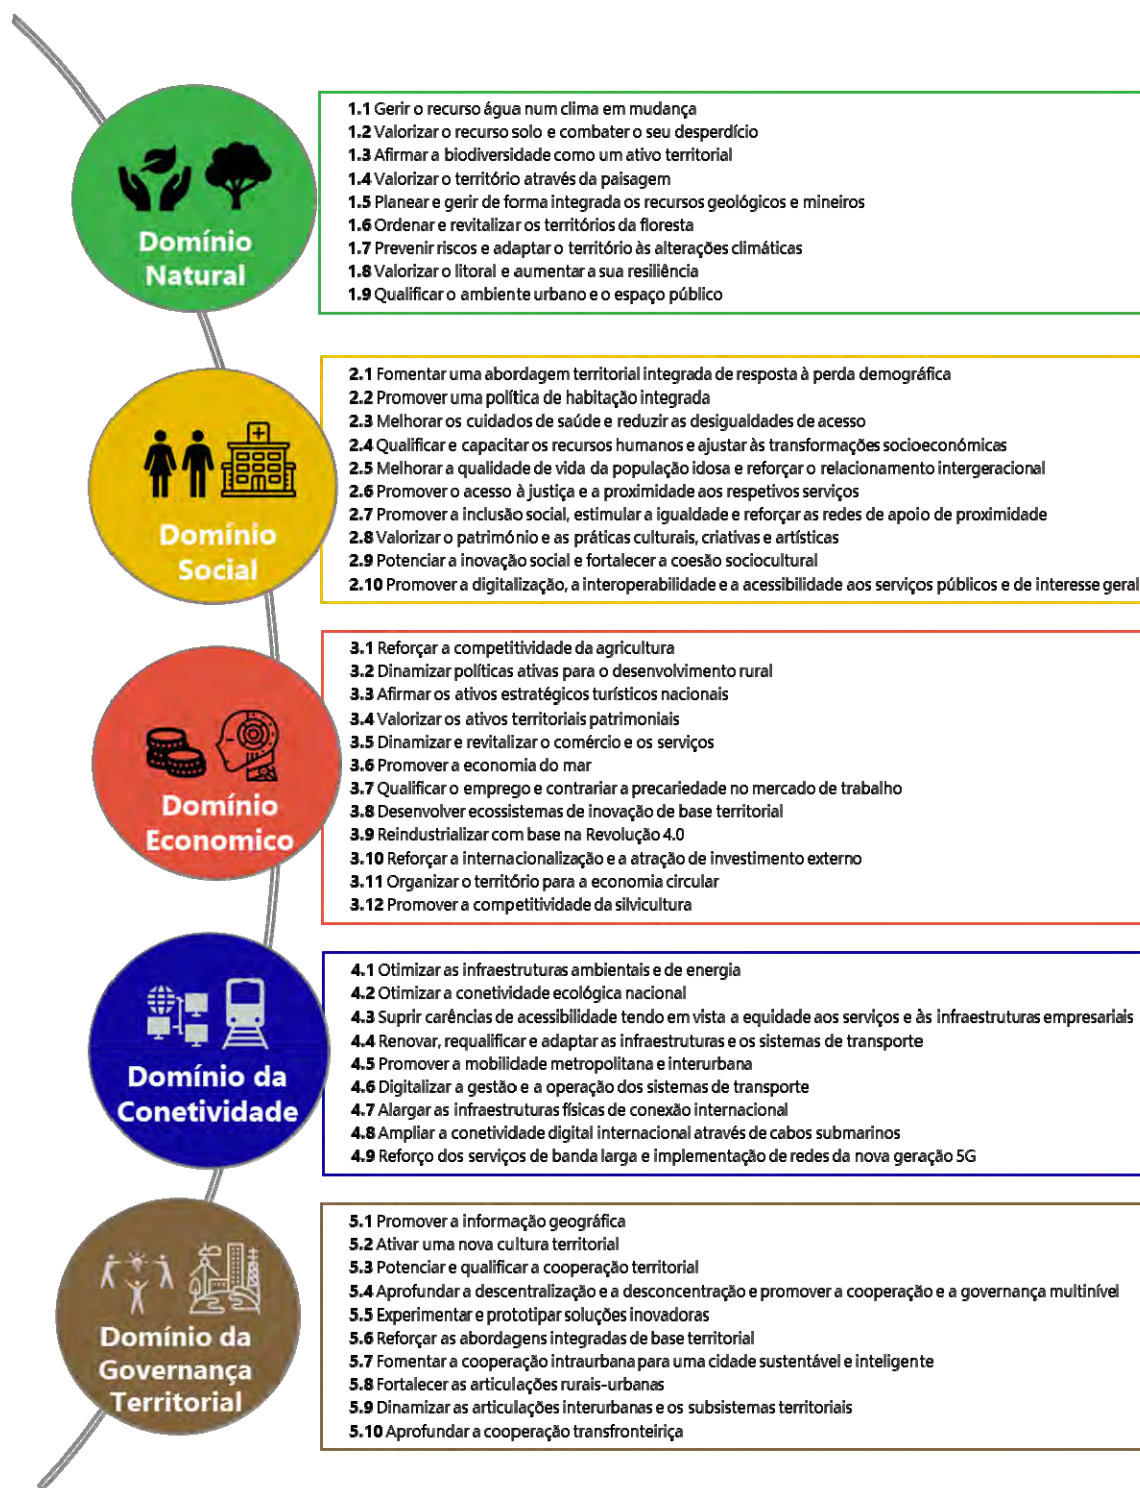 Domínio
Natural
1.1 Gerir o recurso água num clima em mudança
1.2 Valorizar o recurso solo e combater o seu desperdício
1.3 Afirmar a biodiversidade como um ativo territorial
1.4 Valorizar o território através da paisagem
1.5 Planear e gerir de forma integrada os recursos geológicos e mineiros
1.6 Ordenar e revitalizar os territórios da floresta
1.7 Prevenir riscos e adaptar o território às alterações climáticas
1.8 Valorizar o litoral e aumentar a sua resiliência
1.9 Qualificar o ambiente urbano e o espaço público
Domínio
Social
2.1 Fomentar uma abordagem territorial integrada de resposta à perda demográfica
2.2 Promover uma política de habitação integrada
2.3 Melhorar os cuidados de saúde e reduzir as desigualdades de acesso
2.4 Qualificar e capacitar os recursos humanos e ajustar às transformações socioeconómicas
2.5 Melhorar a qualidade de vida da população idosa e reforçar o relacionamento intergeracional
2.6 Promover o acesso à justiça e a proximidade aos respetivos serviços
2.7 Promover a inclusão social, estimular a igualdade e reforçar as redes de apoio de proximidade
2.8 Valorizar o património e as práticas culturais, criativas e artísticas
2.9 Potenciar a inovação social e fortalecer a coesão sociocultural
2.10 Promover a digitalização, a interoperabilidade e a acessibilidade aos serviços públicos e de interesse geral
Domínio
Economico
3.1 Reforçar a competitividade da agricultura
3.2 Dinamizar políticas ativas para o desenvolvimento rural
3.3 Afirmar os ativos estratégicos turísticos nacionais
3.4 Valorizar os ativos territoriais patrimoniais
3.5 Dinamizar e revitalizar o comércio e os serviços
3.6 Promover a economia do mar
3.7 Qualificar o emprego e contrariar a precariedade no mercado de trabalho
3.8 Desenvolver ecossistemas de inovação de base territorial
3.9 Reindustrializar com base na Revolução 4.0
3.10 Reforçar a internacionalização e a atração de investimento externo
3.11 Organizar o território para a economia circular
3.12 Promover a competitividade da silvicultura
Domínio da
Conetividade
4.1 Otimizar as infraestruturas ambientais e de energia
4.2 Otimizar a conetividade ecológica nacional
4.3 Suprir carências de acessibilidade tendo em vista a equidade aos serviços e às infraestruturas empresariais
4.4 Renovar, requalificar e adaptar as infraestruturas e os sistemas de transporte
4.5 Promover a mobilidade metropolitana e interurbana
4.6 Digitalizar a gestão e a operação dos sistemas de transporte
4.7 Alargar as infraestruturas físicas de conexão internacional
4.8 Ampliar a conetividade digital internacional através de cabos submarinos
4.9 Reforço dos serviços de banda larga e implementação de redes da nova geração 5G
Domínio da
Governança
Territorial
5.1 Promover a informação geográfica
5.2 Ativar uma nova cultura territorial
5.3 Potenciar e qualificar a cooperação territorial
5.4 Aprofundar a descentralização e a desconcentração e promover a cooperação e a governança multinível
5.5 Experimentar e prototipar soluções inovadoras
5.6 Reforçar as abordagens integradas de base territorial
5.7 Fomentar a cooperação intraurbana para uma cidade sustentável e inteligente
5.8 Fortalecer as articulações rurais-urbanas
5.9 Dinamizar as articulações interurbanas e os subsistemas territoriais
5.10 Aprofundar a cooperação transfronteiriça